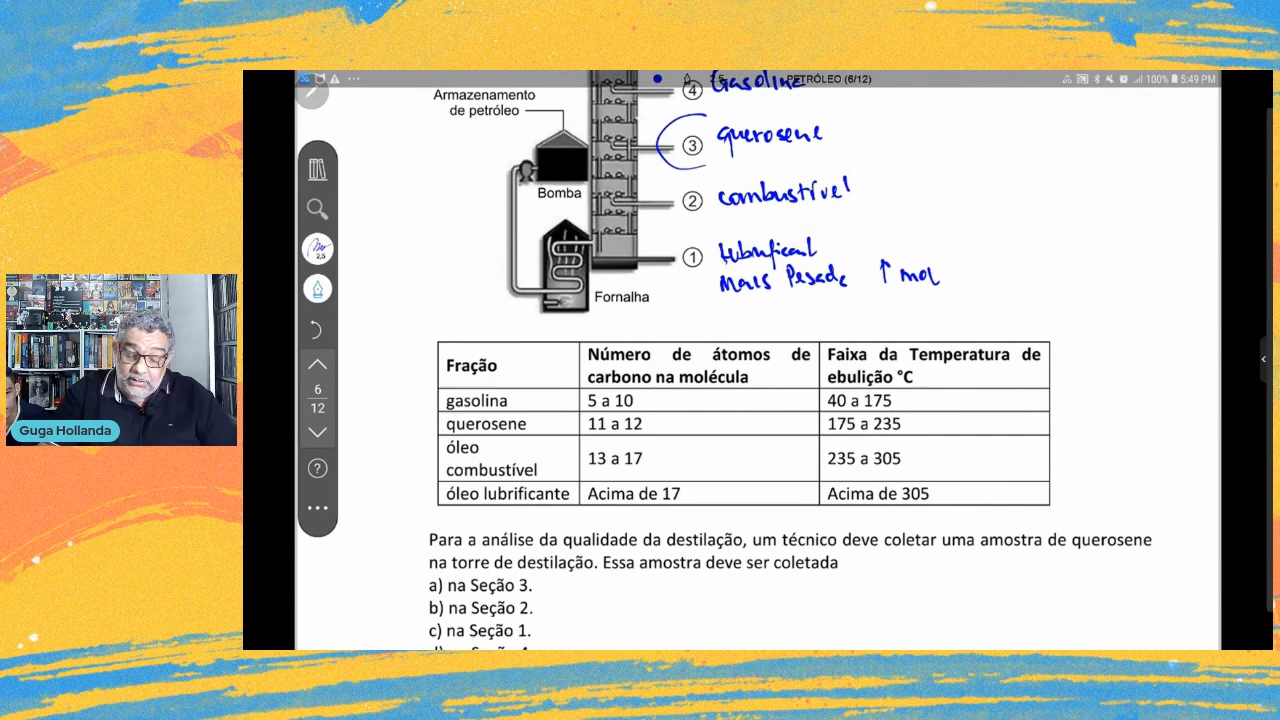 PETRÓLEO (6/12)
100% 5:49 PM
④ Gasolina
Armazenamento
de petróleo
③ querosene
Bomba
② combustível
①
Mais Pesado ↑ mol
Fornalha
2,5
6
12
?
Guga Hollanda
Fração Número de átomos de carbono na molécula Faixa da Temperatura de ebulição °C
gasolina 5 a 10 40 a 175
querosene 11 a 12 175 a 235
óleo combustível 13 a 17 235 a 305
óleo lubrificante Acima de 17 Acima de 305
Para a análise da qualidade da destilação, um técnico deve coletar uma amostra de querosene
na torre de destilação. Essa amostra deve ser coletada
a) na Seção 3.
b) na Seção 2.
c) na Seção 1.